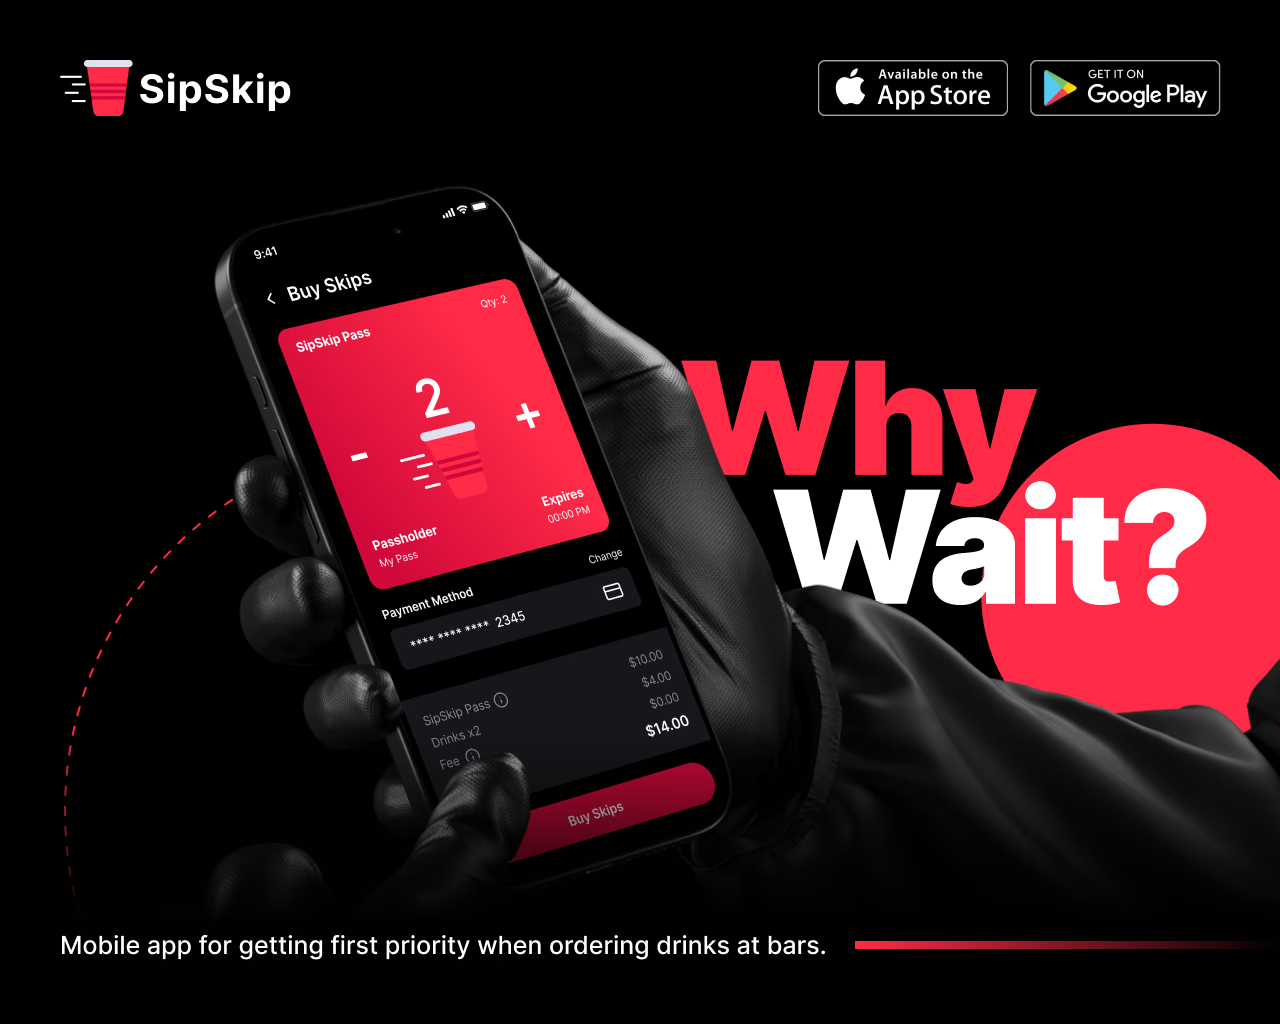 SipSkip
Available on the
App Store
GET IT ON
Google Play
9:41
Buy Skips
SipSkip Pass
Qty: 2
2
-
+
Passholder
My Pass
Expires
00:00 PM
Payment Method
Change
**** **** **** 2345
SipSkip Pass $10.00
Drinks x2 $4.00
Fee $0.00
$14.00
Buy Skips
Why
Wait?
Mobile app for getting first priority when ordering drinks at bars.